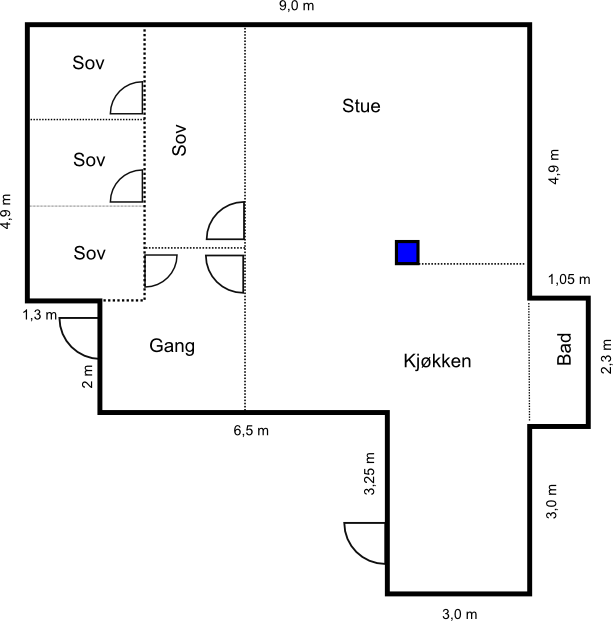 9,0 m
Sov
Stue
Sov
Sov
4,9 m
4,9 m
Sov
1,05 m
1,3 m
Gang
Kjøkken
Bad
2,3 m
2 m
6,5 m
3,25 m
3,0 m
3,0 m